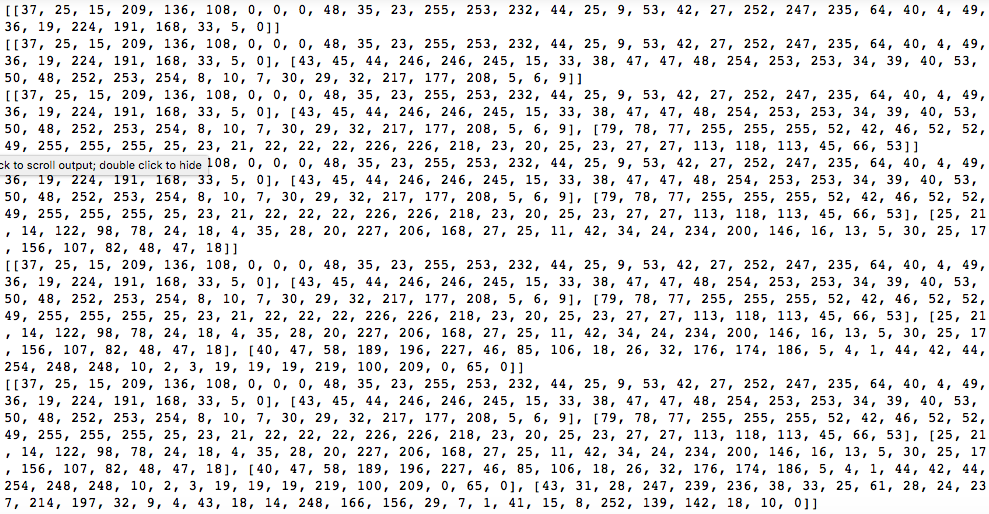 [[37, 25, 15, 209, 136, 108, 0, 0, 0, 48, 35, 23, 255, 253, 232, 44, 25, 9, 53, 42, 27, 252, 247, 235, 64, 40, 4, 49,
36, 19, 224, 191, 168, 33, 5, 0]]
[[37, 25, 15, 209, 136, 108, 0, 0, 0, 48, 35, 23, 255, 253, 232, 44, 25, 9, 53, 42, 27, 252, 247, 235, 64, 40, 4, 49,
36, 19, 224, 191, 168, 33, 5, 0], [43, 45, 44, 246, 246, 245, 15, 33, 38, 47, 47, 48, 254, 253, 253, 34, 39, 40, 53,
50, 48, 252, 253, 254, 8, 10, 7, 30, 29, 32, 217, 177, 208, 5, 6, 9]]
[[37, 25, 15, 209, 136, 108, 0, 0, 0, 48, 35, 23, 255, 253, 232, 44, 25, 9, 53, 42, 27, 252, 247, 235, 64, 40, 4, 49,
36, 19, 224, 191, 168, 33, 5, 0], [43, 45, 44, 246, 246, 245, 15, 33, 38, 47, 47, 48, 254, 253, 253, 34, 39, 40, 53,
50, 48, 252, 253, 254, 8, 10, 7, 30, 29, 32, 217, 177, 208, 5, 6, 9], [79, 78, 77, 255, 255, 255, 52, 42, 46, 52, 52,
49, 255, 255, 255, 25, 23, 21, 22, 22, 22, 226, 226, 218, 23, 20, 25, 23, 27, 27, 113, 118, 113, 45, 66, 53]]
ck to scroll output; double click to hide 108, 0, 0, 0, 48, 35, 23, 255, 253, 232, 44, 25, 9, 53, 42, 27, 252, 247, 235, 64, 40, 4, 49,
36, 19, 224, 191, 168, 33, 5, 0], [43, 45, 44, 246, 246, 245, 15, 33, 38, 47, 47, 48, 254, 253, 253, 34, 39, 40, 53,
50, 48, 252, 253, 254, 8, 10, 7, 30, 29, 32, 217, 177, 208, 5, 6, 9], [79, 78, 77, 255, 255, 255, 52, 42, 46, 52, 52,
49, 255, 255, 255, 25, 23, 21, 22, 22, 22, 226, 226, 218, 23, 20, 25, 23, 27, 27, 113, 118, 113, 45, 66, 53], [25, 21
, 14, 122, 98, 78, 24, 18, 4, 35, 28, 20, 227, 206, 168, 27, 25, 11, 42, 34, 24, 234, 200, 146, 16, 13, 5, 30, 25, 17
, 156, 107, 82, 48, 47, 18]]
[[37, 25, 15, 209, 136, 108, 0, 0, 0, 48, 35, 23, 255, 253, 232, 44, 25, 9, 53, 42, 27, 252, 247, 235, 64, 40, 4, 49,
36, 19, 224, 191, 168, 33, 5, 0], [43, 45, 44, 246, 246, 245, 15, 33, 38, 47, 47, 48, 254, 253, 253, 34, 39, 40, 53,
50, 48, 252, 253, 254, 8, 10, 7, 30, 29, 32, 217, 177, 208, 5, 6, 9], [79, 78, 77, 255, 255, 255, 52, 42, 46, 52, 52,
49, 255, 255, 255, 25, 23, 21, 22, 22, 22, 226, 226, 218, 23, 20, 25, 23, 27, 27, 113, 118, 113, 45, 66, 53], [25, 21
, 14, 122, 98, 78, 24, 18, 4, 35, 28, 20, 227, 206, 168, 27, 25, 11, 42, 34, 24, 234, 200, 146, 16, 13, 5, 30, 25, 17
, 156, 107, 82, 48, 47, 18], [40, 47, 58, 189, 196, 227, 46, 85, 106, 18, 26, 32, 176, 174, 186, 5, 4, 1, 44, 42, 44,
254, 248, 248, 10, 2, 3, 19, 19, 19, 219, 100, 209, 0, 65, 0]]
[[37, 25, 15, 209, 136, 108, 0, 0, 0, 48, 35, 23, 255, 253, 232, 44, 25, 9, 53, 42, 27, 252, 247, 235, 64, 40, 4, 49,
36, 19, 224, 191, 168, 33, 5, 0], [43, 45, 44, 246, 246, 245, 15, 33, 38, 47, 47, 48, 254, 253, 253, 34, 39, 40, 53,
50, 48, 252, 253, 254, 8, 10, 7, 30, 29, 32, 217, 177, 208, 5, 6, 9], [79, 78, 77, 255, 255, 255, 52, 42, 46, 52, 52,
49, 255, 255, 255, 25, 23, 21, 22, 22, 22, 226, 226, 218, 23, 20, 25, 23, 27, 27, 113, 118, 113, 45, 66, 53], [25, 21
, 14, 122, 98, 78, 24, 18, 4, 35, 28, 20, 227, 206, 168, 27, 25, 11, 42, 34, 24, 234, 200, 146, 16, 13, 5, 30, 25, 17
, 156, 107, 82, 48, 47, 18], [40, 47, 58, 189, 196, 227, 46, 85, 106, 18, 26, 32, 176, 174, 186, 5, 4, 1, 44, 42, 44,
254, 248, 248, 10, 2, 3, 19, 19, 19, 219, 100, 209, 0, 65, 0], [43, 31, 28, 247, 239, 236, 38, 33, 25, 61, 28, 24, 23
7, 214, 197, 32, 9, 4, 43, 18, 14, 248, 166, 156, 29, 7, 1, 41, 15, 8, 252, 139, 142, 18, 10, 0]]